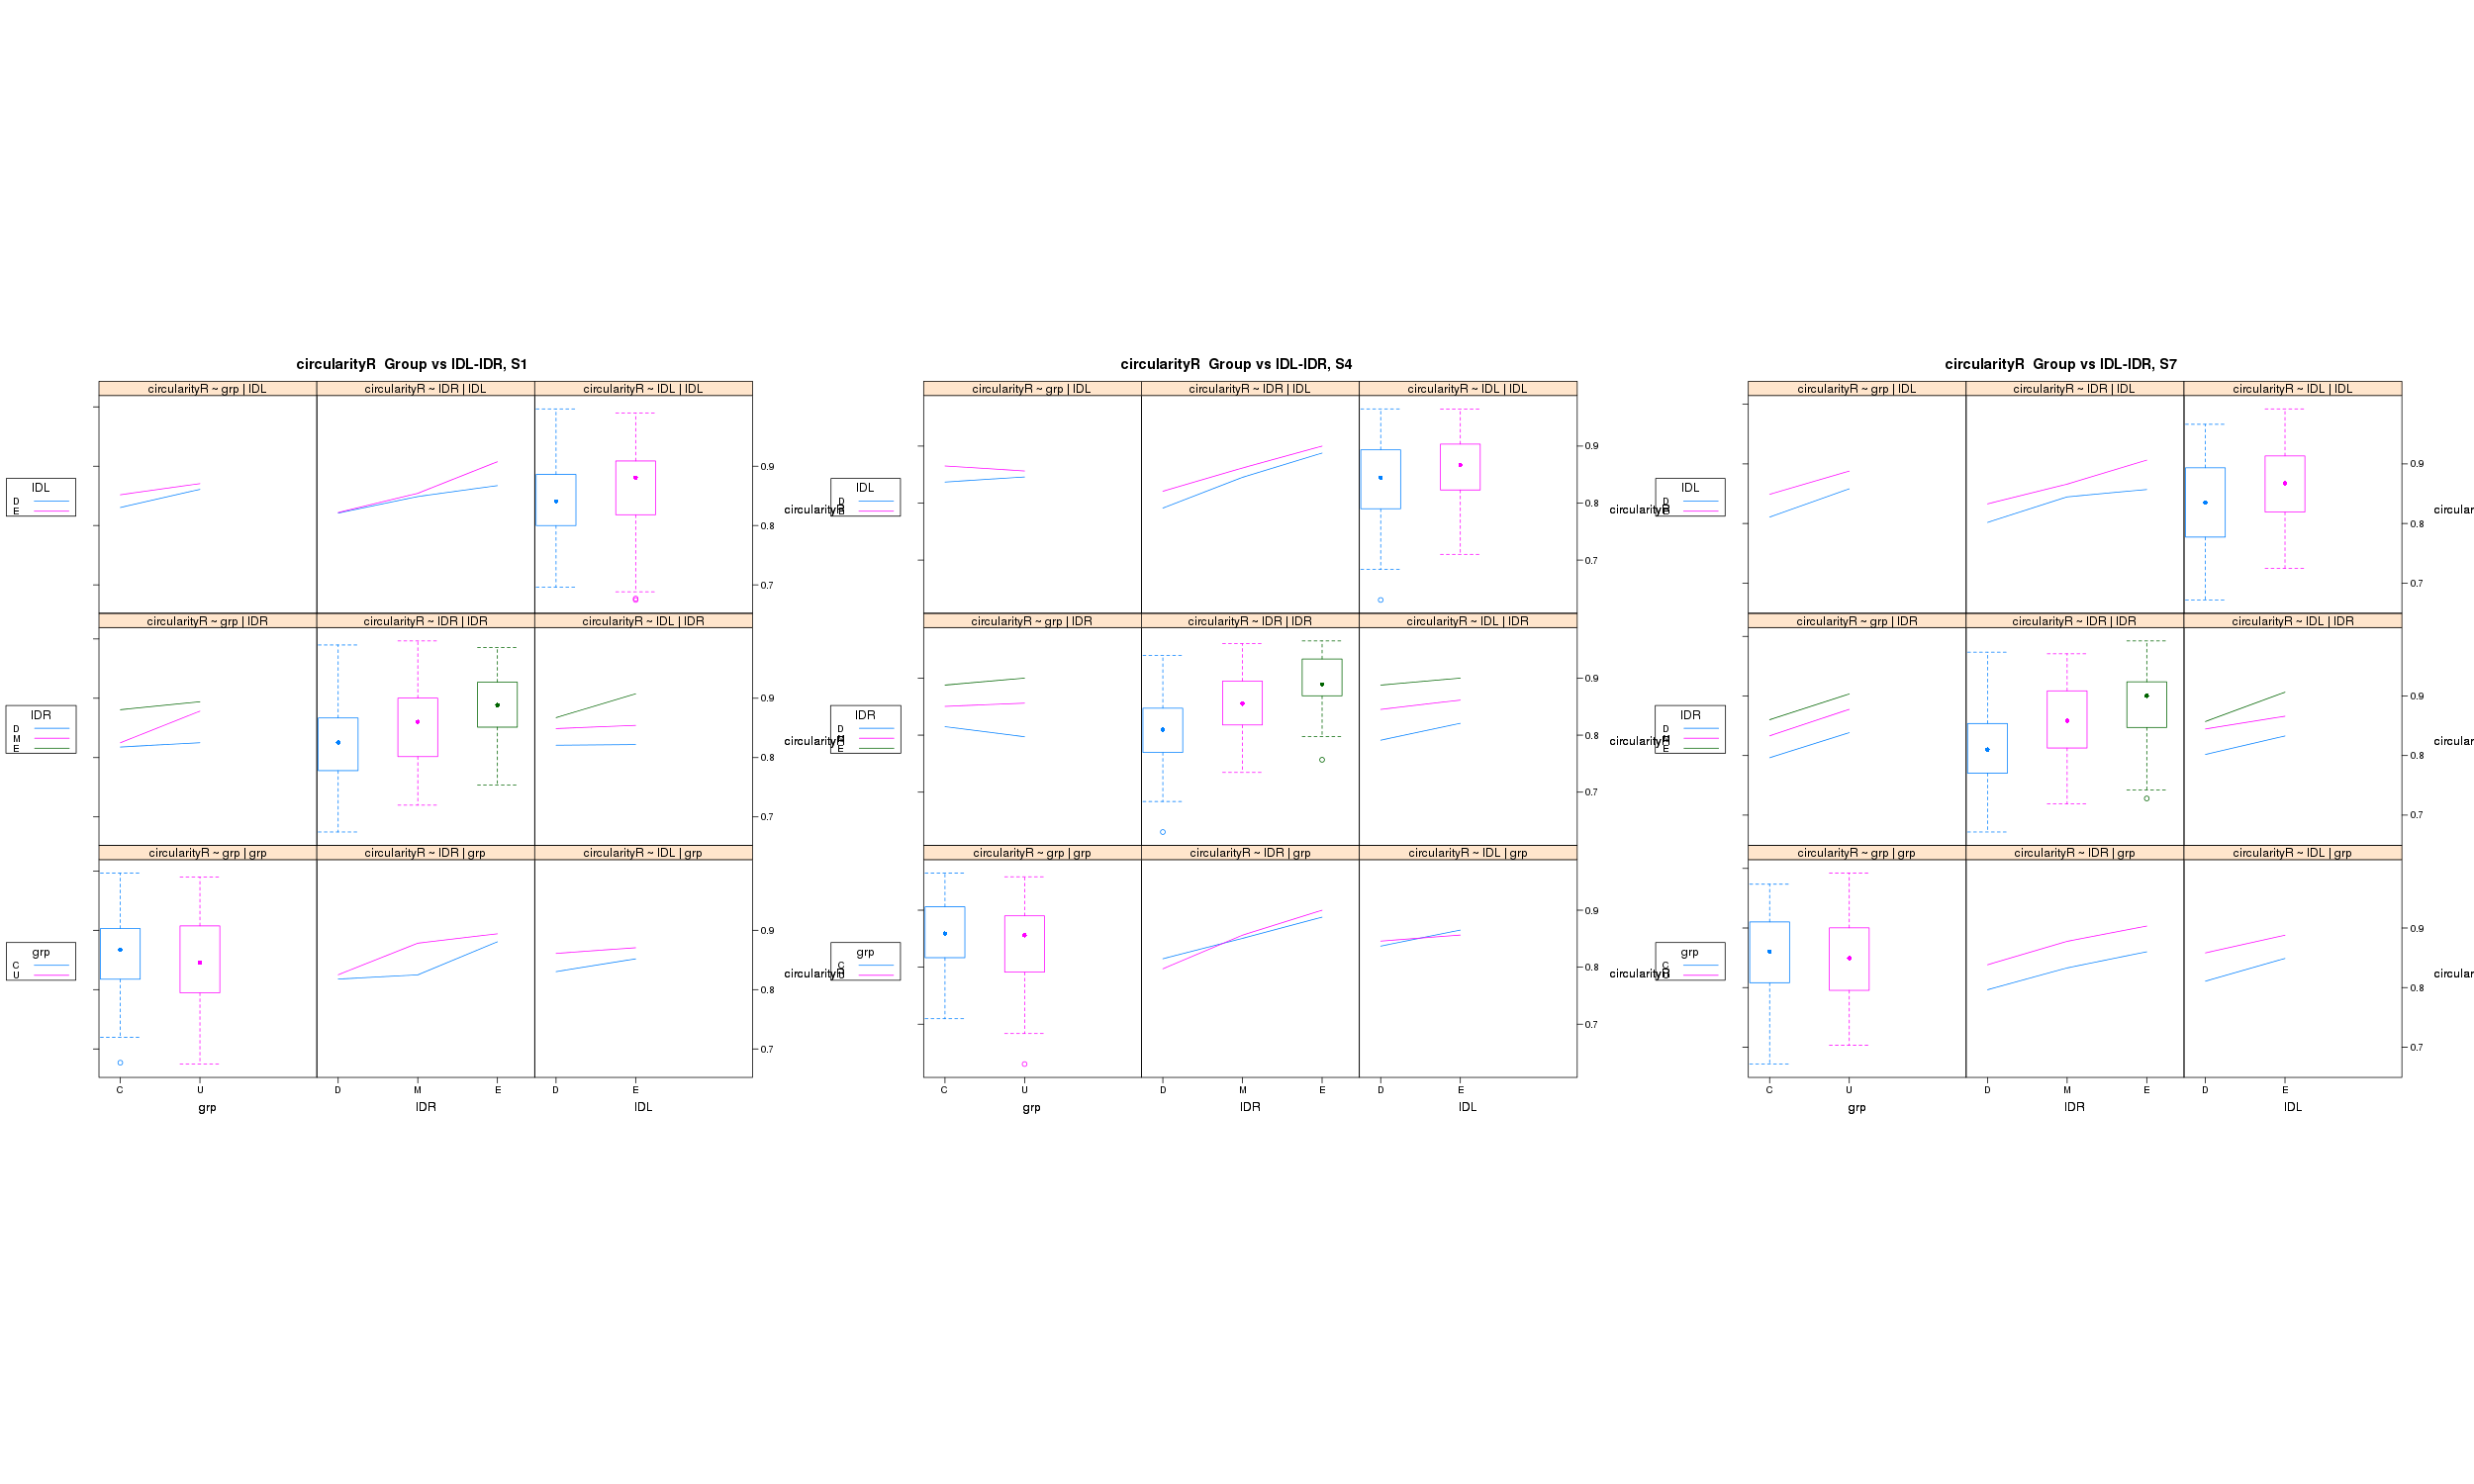 circularityR  Group vs IDL-IDR, S1
circularityR ~ grp | IDL
circularityR ~ IDR | IDL
circularityR ~ IDL | IDL
IDL
D
E
0.9
0.8
0.7
circularityR
circularityR ~ grp | IDR
circularityR ~ IDR | IDR
circularityR ~ IDL | IDR
IDR
D
M
E
0.9
0.8
0.7
circularityR
circularityR ~ grp | grp
circularityR ~ IDR | grp
circularityR ~ IDL | grp
grp
C
U
0.9
0.8
0.7
circularityR
C U
D M E
D E
grp
IDR
IDL
circularityR  Group vs IDL-IDR, S4
circularityR ~ grp | IDL
circularityR ~ IDR | IDL
circularityR ~ IDL | IDL
IDL
D
0.9
0.8
0.7
circularityR
circularityR ~ grp | IDR
circularityR ~ IDR | IDR
circularityR ~ IDL | IDR
IDR
D
E
0.9
0.8
0.7
circularityR
circularityR ~ grp | grp
circularityR ~ IDR | grp
circularityR ~ IDL | grp
grp
C
0.9
0.8
0.7
circularityR
C U
D M E
D E
grp
IDR
IDL
circularityR  Group vs IDL-IDR, S7
circularityR ~ grp | IDL
circularityR ~ IDR | IDL
circularityR ~ IDL | IDL
IDL
D
0.9
0.8
0.7
circular
circularityR ~ grp | IDR
circularityR ~ IDR | IDR
circularityR ~ IDL | IDR
IDR
D
E
0.9
0.8
0.7
circular
circularityR ~ grp | grp
circularityR ~ IDR | grp
circularityR ~ IDL | grp
grp
C
0.9
0.8
0.7
circular
C U
D M E
D E
grp
IDR
IDL